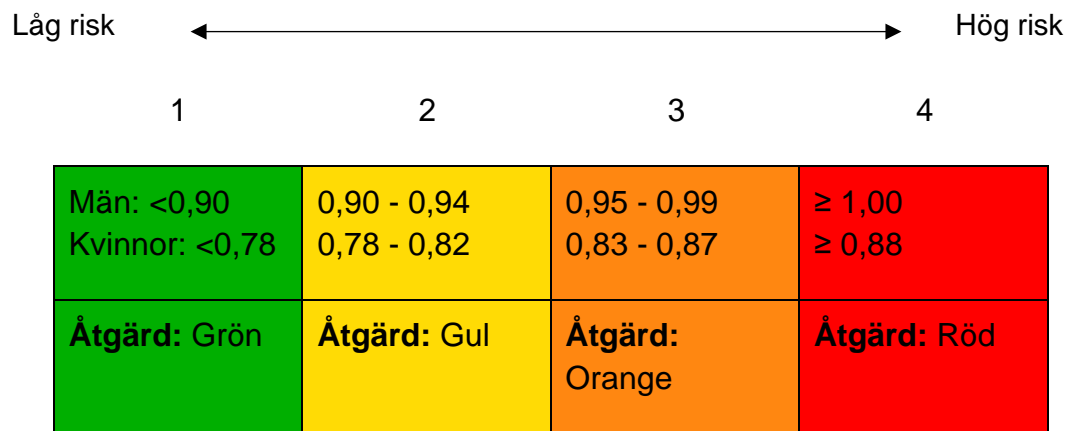 Låg risk Hög risk
1 2 3 4
Män: <0,90 0,90 - 0,94 0,95 - 0,99 ≥ 1,00
Kvinnor: <0,78 0,78 - 0,82 0,83 - 0,87 ≥ 0,88
Åtgärd: Grön Åtgärd: Gul Åtgärd: Åtgärd: Röd
Orange